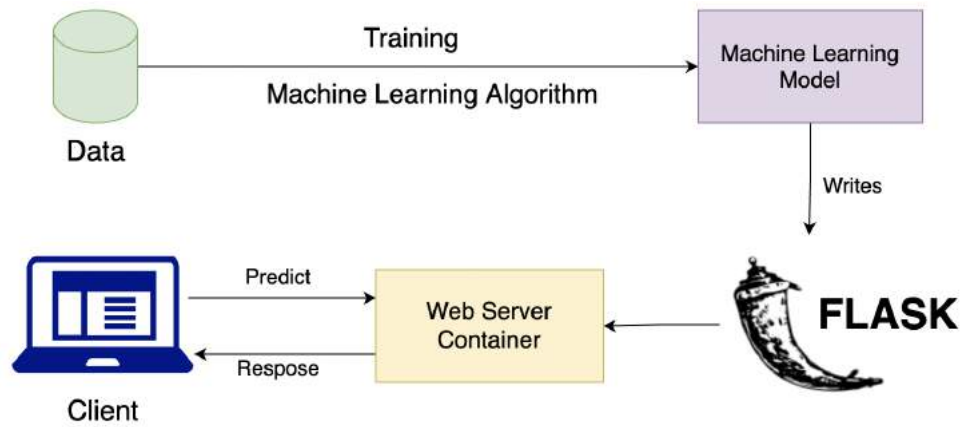 Training
Machine Learning Algorithm
Data
Machine Learning
Model
Writes
Predict
Respose
Client
Web Server
Container
FLASK